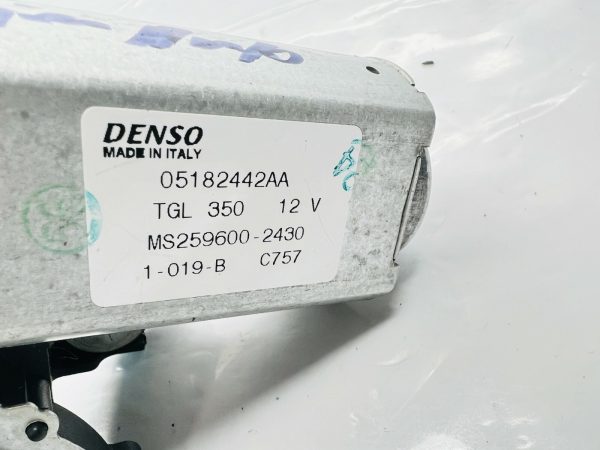 DENSO
MADE IN ITALY
05182442AA
TGL 350 12 V
MS259600-2430
1-019-B C757